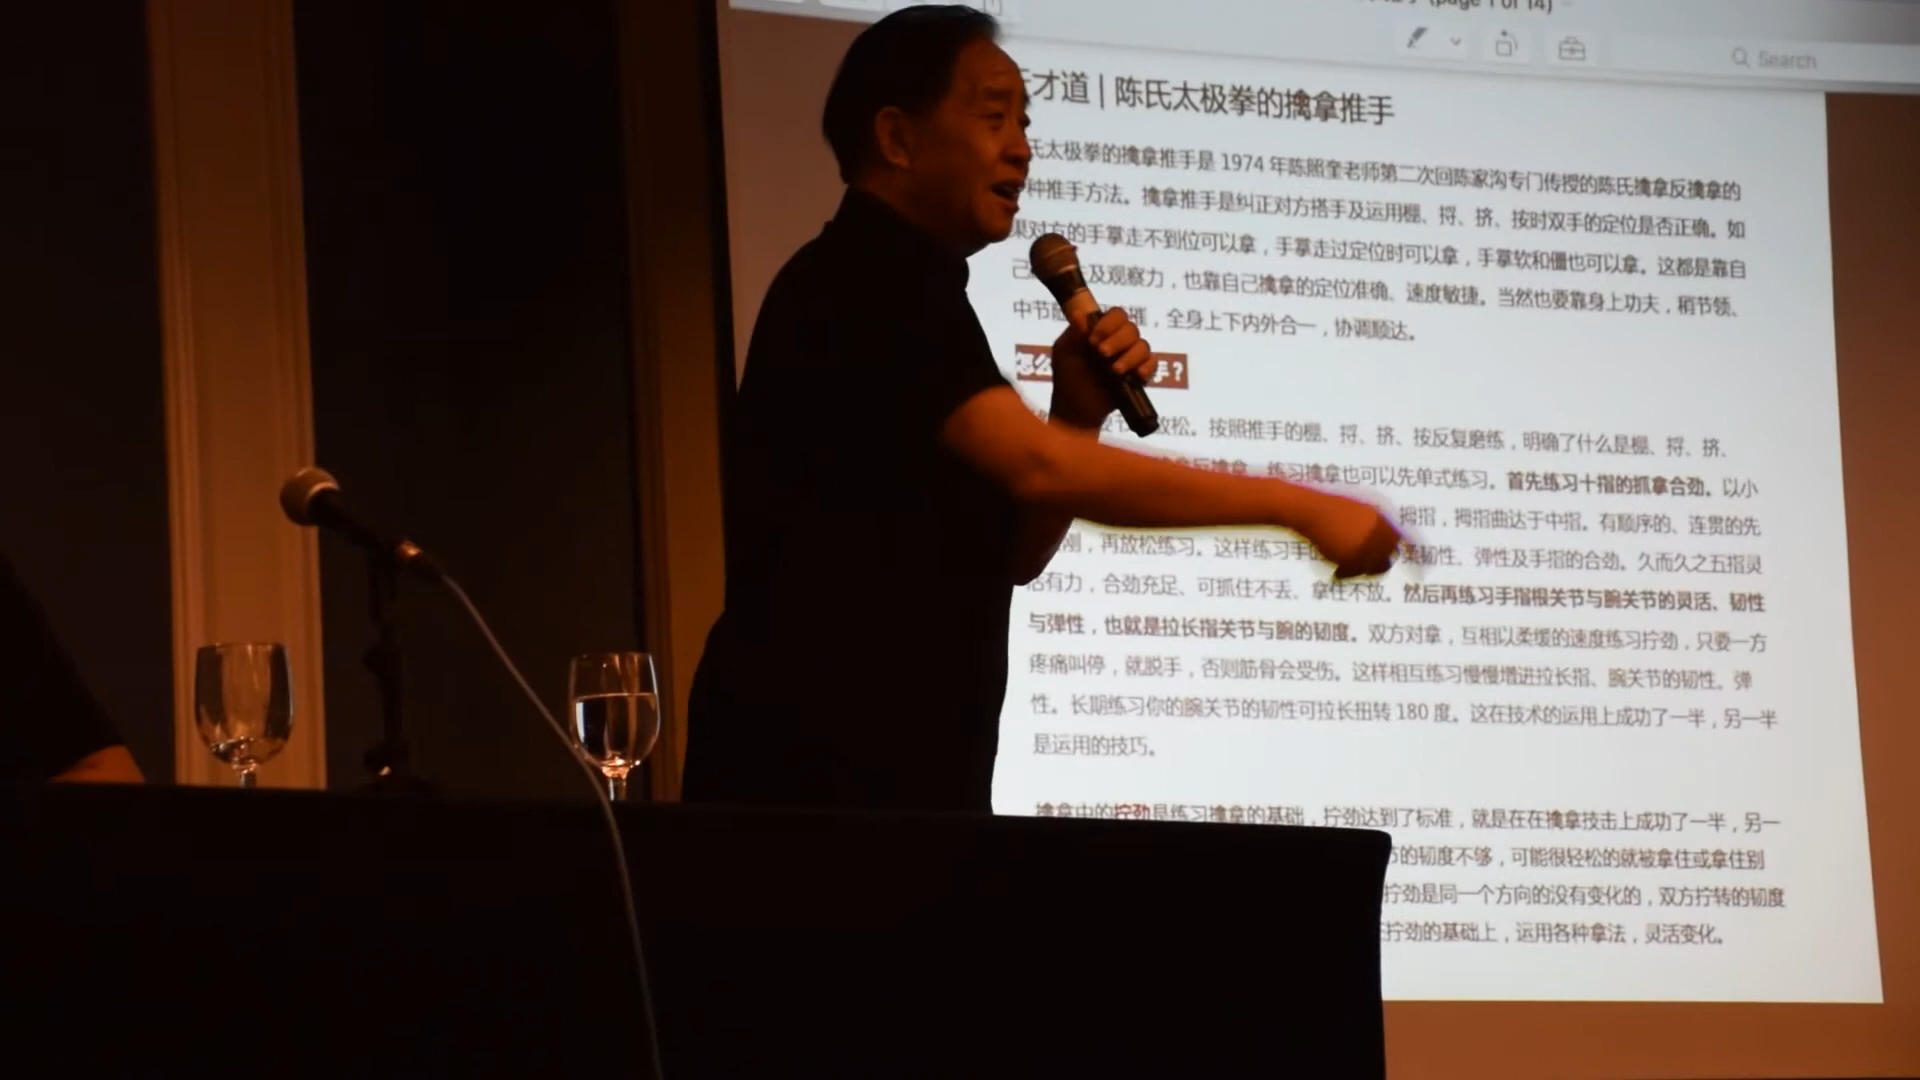 (page 1 of 14)
Search
才道 | 陈氏太极拳的擒拿推手
氏太极拳的擒拿推手是 1974 年陈照奎老师第二次回陈家沟专门传授的陈氏擒拿反擒拿的
种推手方法。擒拿推手是纠正对方搭手及运用棚、捋、挤、按时双手的定位是否正确。如
果对方的手掌走不到位可以拿，手掌走过定位时可以拿，手掌软和僵也可以拿。这都是靠自
己及观察力，也靠自己擒拿的定位准确、速度敏捷。当然也要靠身上功夫，稍节领、
中节摧，全身上下内外合一，协调顺达。
怎么手？
放松。按照推手的棚、捋、挤、按反复磨练，明确了什么是棚、捋、挤、
反擒拿。练习擒拿也可以先单式练习。首先练习十指的抓拿合劲。以小
拇指，拇指曲达于中指。有顺序的、连贯的先
刚，再放松练习。这样练习手柔韧性、弹性及手指的合劲。久而久之五指灵
活有力，合劲充足、可抓住不丢、拿住不放。然后再练习手指根关节与腕关节的灵活、韧性
与弹性，也就是拉长指关节与腕的韧度。双方对拿，互相以柔缓的速度练习拧劲，只要一方
疼痛叫停，就脱手，否则筋骨会受伤。这样相互练习慢慢增进拉长指、腕关节的韧性、弹
性。长期练习你的腕关节的韧性可拉长扭转 180 度。这在技术的运用上成功了一半，另一半
是运用的技巧。
擒拿中的拧劲是练习擒拿的基础，拧劲达到了标准，就是在在擒拿技击上成功了一半，另一
的韧度不够，可能很轻松的就被拿住或拿住别
拧劲是同一个方向的没有变化的，双方拧转的韧度
拧劲的基础上，运用各种拿法，灵活变化。